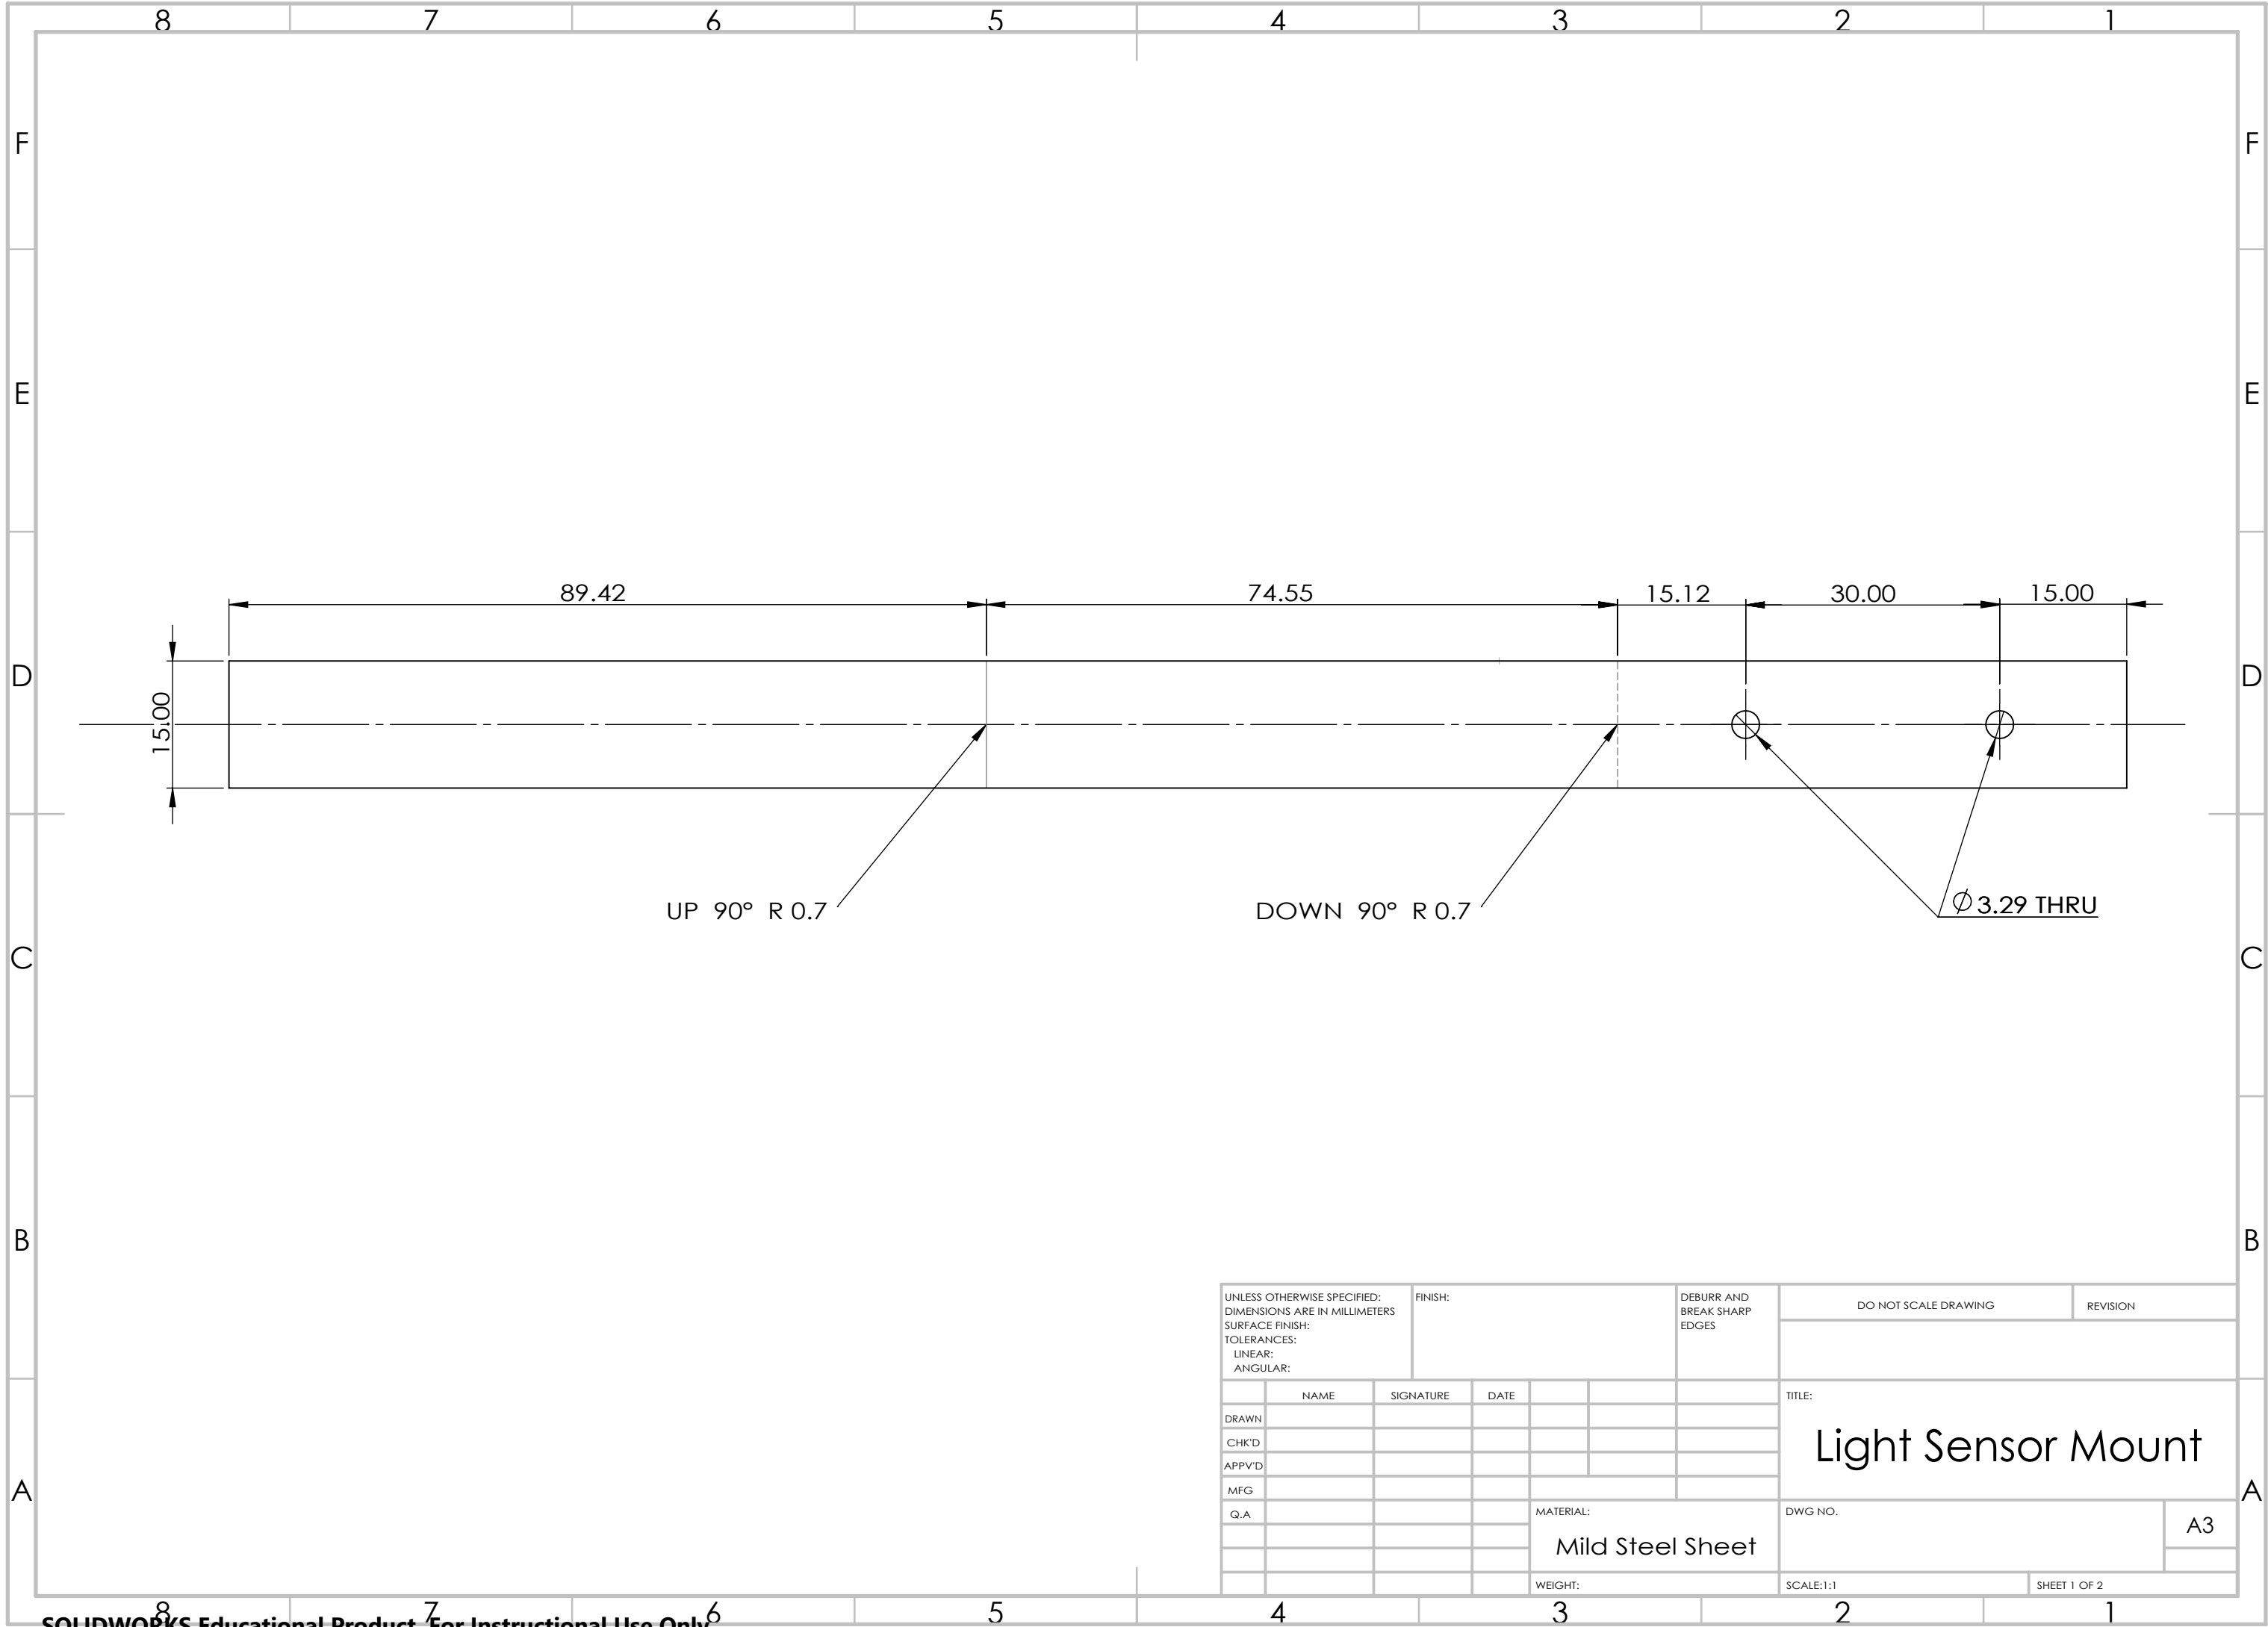 8 7 6 5 4 3 2 1
F F
E E
89.42 74.55 15.12 30.00 15.00
D D
15.00
UP 90° R 0.7 DOWN 90° R 0.7 ⌀ 3.29 THRU
C C
B B
UNLESS OTHERWISE SPECIFIED:
DIMENSIONS ARE IN MILLIMETERS
SURFACE FINISH:
TOLERANCES:
LINEAR:
ANGULAR:
FINISH:
DEBURR AND
BREAK SHARP
EDGES
DO NOT SCALE DRAWING
REVISION
NAME SIGNATURE DATE
DRAWN
CHK'D
APPV'D
MFG
Q.A
TITLE:
Light Sensor Mount
A A
MATERIAL:
Mild Steel Sheet
DWG NO.
A3
WEIGHT:
SCALE:1:1
SHEET 1 OF 2
8 7 6 5 4 3 2 1
SOLIDWORKS Educational Product. For Instructional Use Only.